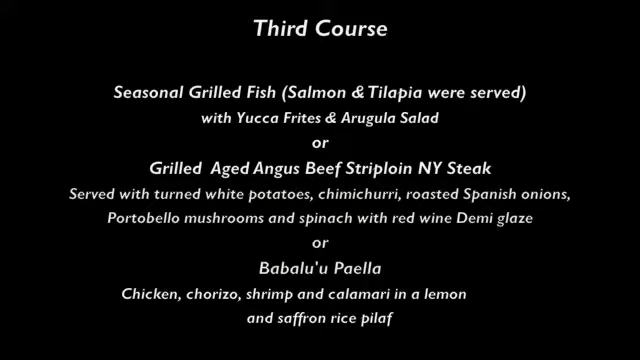 Third Course
Seasonal Grilled Fish (Salmon & Tilapia were served)
with Yucca Frites & Arugula Salad
or
Grilled Aged Angus Beef Striploin NY Steak
Served with turned white potatoes, chimichurri, roasted Spanish onions,
Portobello mushrooms and spinach with red wine Demi glaze
or
Babalu'u Paella
Chicken, chorizo, shrimp and calamari in a lemon
and saffron rice pilaf